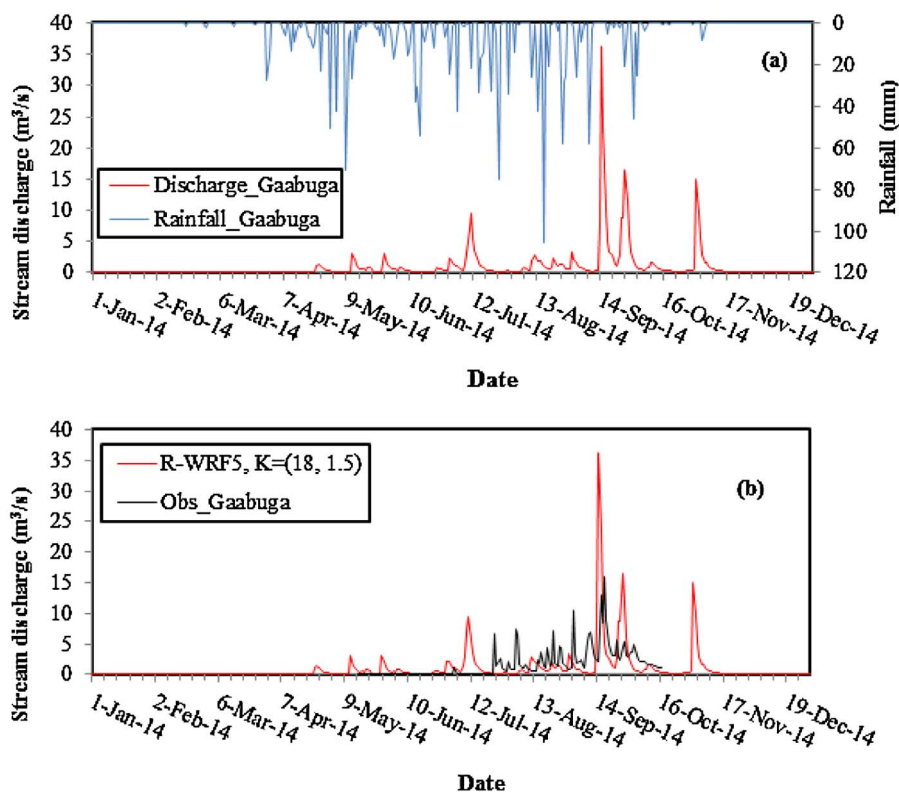 40
35
30
25
20
15
10
5
0
Stream discharge (m³/s)
0
20
40
60
80
100
120
Rainfall (mm)
(a)
Discharge_Gaabuga
Rainfall_Gaabuga
1-Jan-14
2-Feb-14
6-Mar-14
7-Apr-14
9-May-14
10-Jun-14
12-Jul-14
13-Aug-14
14-Sep-14
16-Oct-14
17-Nov-14
19-Dec-14
Date
40
35
30
25
20
15
10
5
0
Stream discharge (m³/s)
R-WRF5, K=(18, 1.5)
Obs_Gaabuga
(b)
1-Jan-14
2-Feb-14
6-Mar-14
7-Apr-14
9-May-14
10-Jun-14
12-Jul-14
13-Aug-14
14-Sep-14
16-Oct-14
17-Nov-14
19-Dec-14
Date